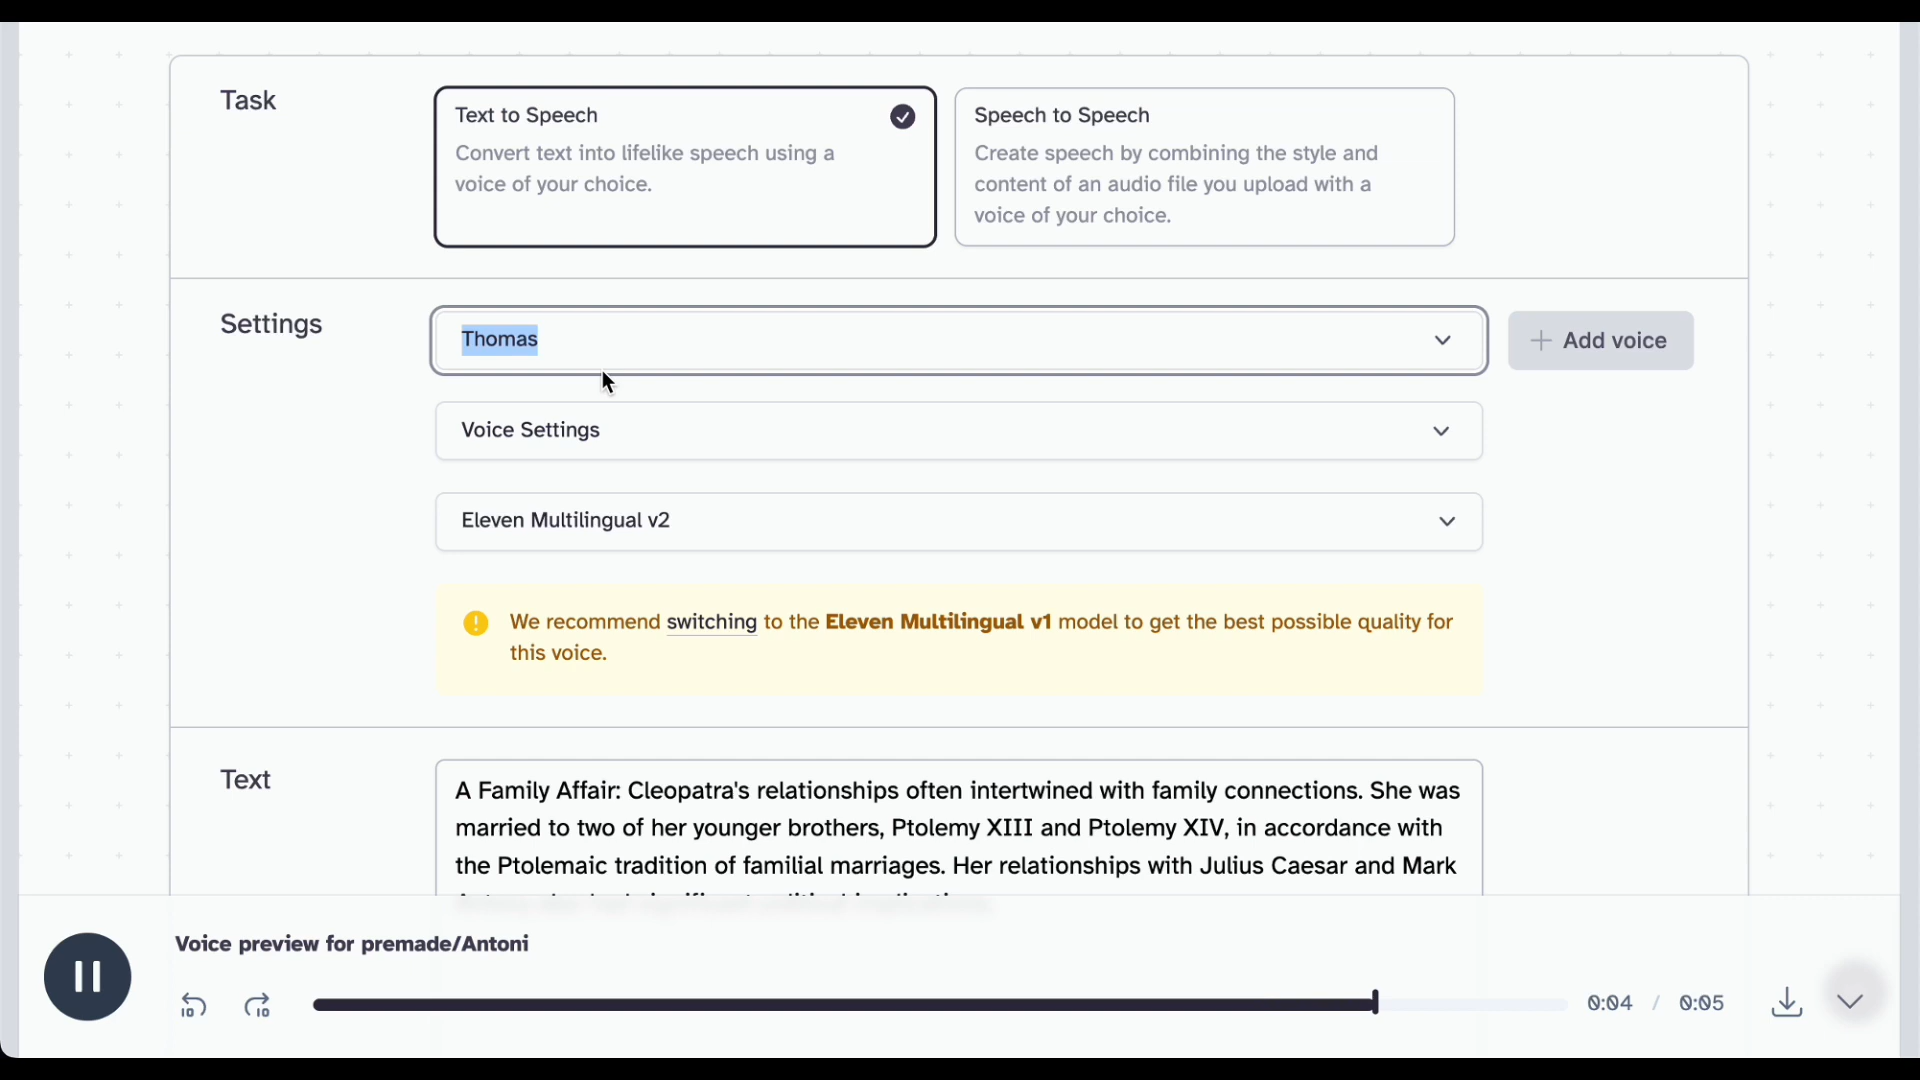 Task
Text to Speech
Convert text into lifelike speech using a
voice of your choice.
Speech to Speech
Create speech by combining the style and
content of an audio file you upload with a
voice of your choice.
Settings
Thomas
Add voice
Voice Settings
Eleven Multilingual v2
We recommend switching to the Eleven Multilingual v1 model to get the best possible quality for
this voice.
Text
A Family Affair: Cleopatra's relationships often intertwined with family connections. She was
married to two of her younger brothers, Ptolemy XIII and Ptolemy XIV, in accordance with
the Ptolemaic tradition of familial marriages. Her relationships with Julius Caesar and Mark
Voice preview for premade/Antoni
10
10
0:04 / 0:05